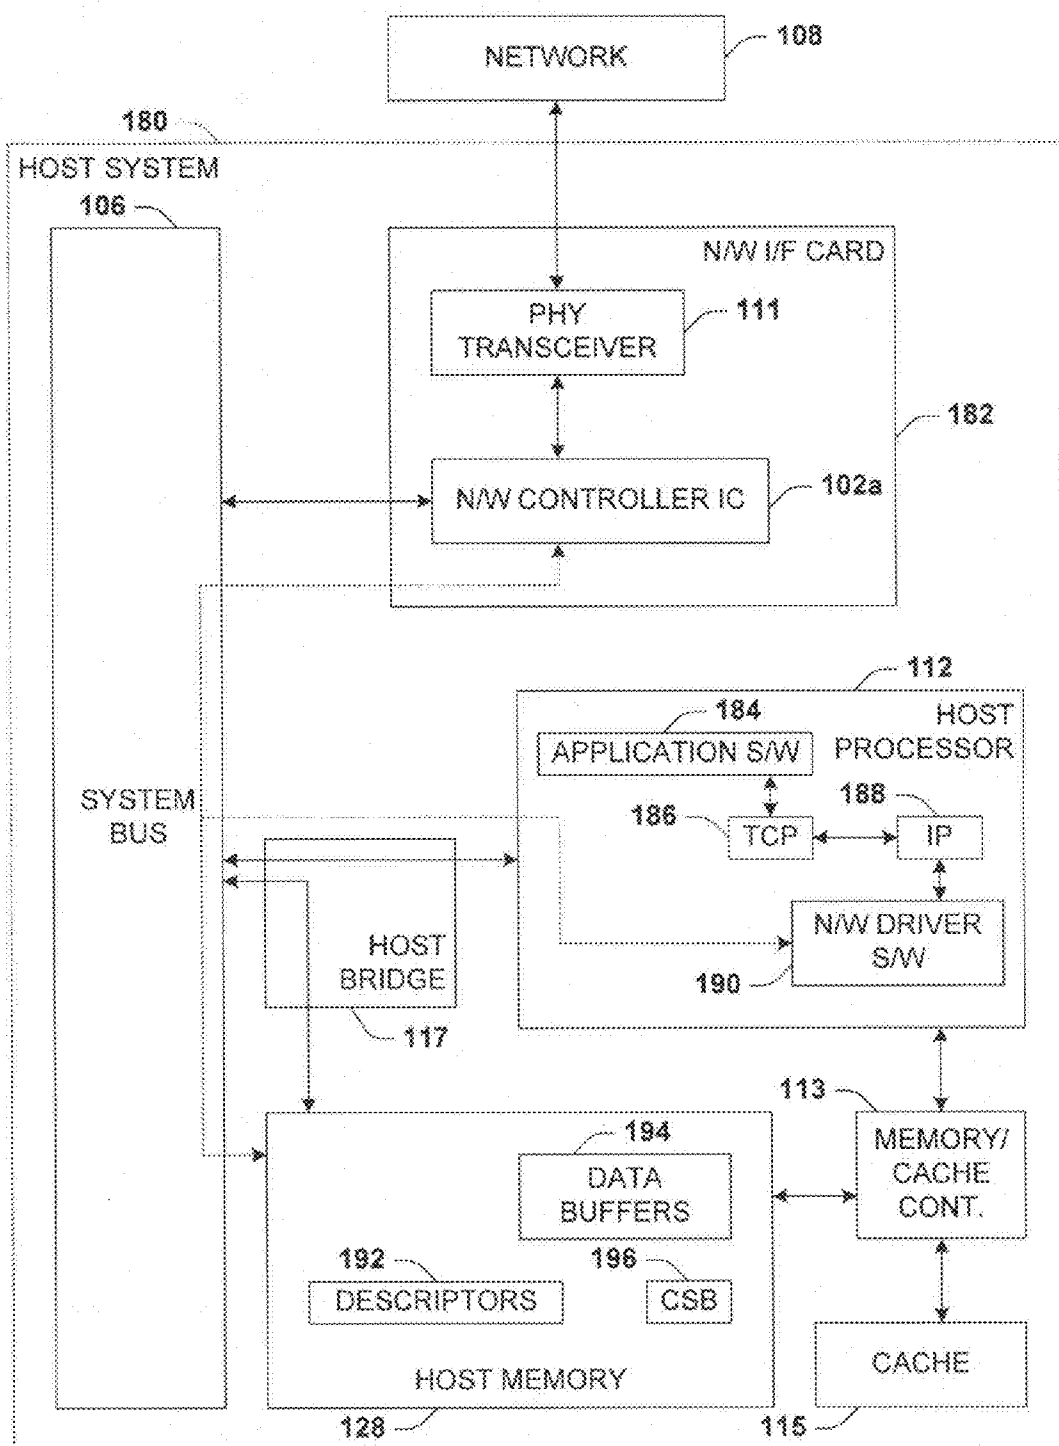 NETWORK
108
180
HOST SYSTEM
106
N/W I/F CARD
PHY
TRANSCEIVER
111
182
N/W CONTROLLER IC
102a
112
184
HOST
PROCESSOR
APPLICATION S/W
SYSTEM
BUS
186
TCP
188
IP
N/W DRIVER
S/W
190
HOST
BRIDGE
117
113
MEMORY/
CACHE
CONT.
194
DATA
BUFFERS
192
DESCRIPTORS
196
CSB
HOST MEMORY
128
CACHE
115